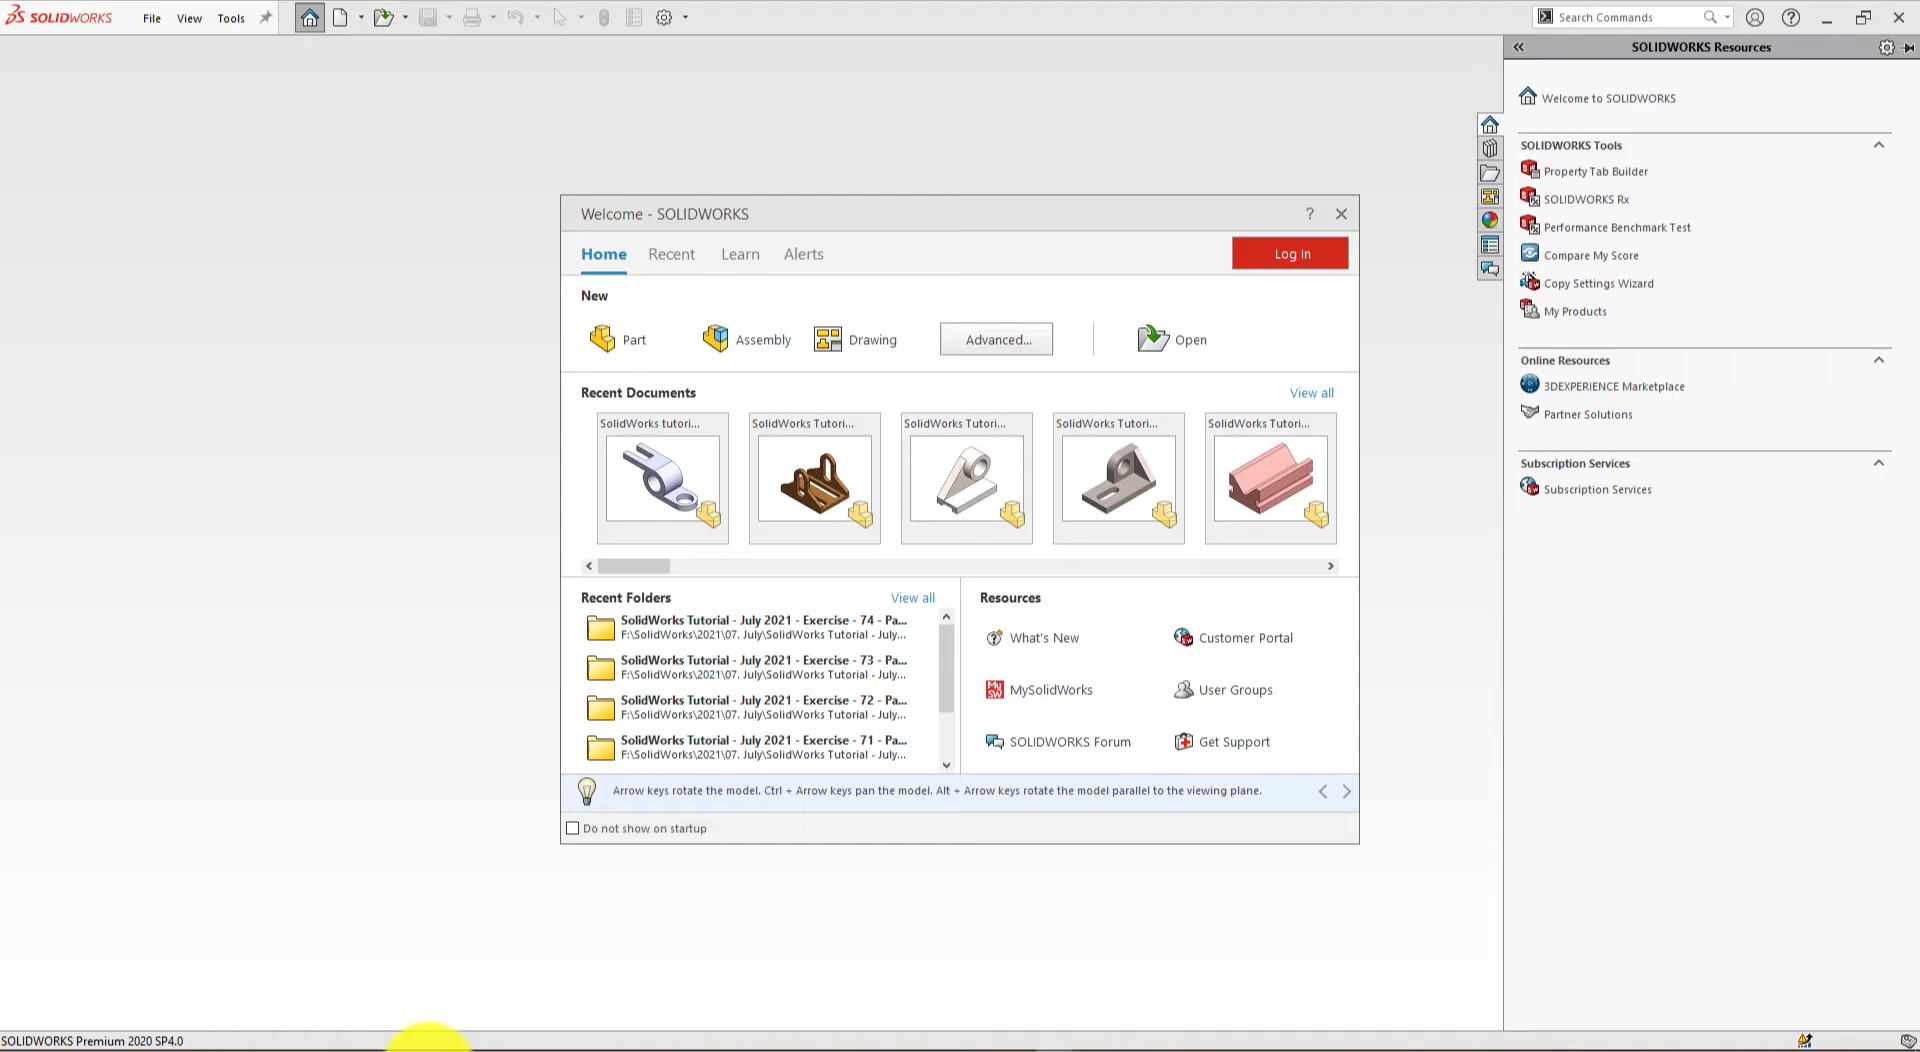 SOLIDWORKS File View Tools Search Commands
SOLIDWORKS Resources
Welcome to SOLIDWORKS
SOLIDWORKS Tools
Property Tab Builder
SOLIDWORKS Rx
Performance Benchmark Test
Compare My Score
Copy Settings Wizard
My Products
Online Resources
3DEXPERIENCE Marketplace
Partner Solutions
Subscription Services
Subscription Services
Welcome - SOLIDWORKS ?
Home Recent Learn Alerts Log In
New
Part Assembly Drawing Advanced... Open
Recent Documents View all
SolidWorks tutori... SolidWorks Tutori... SolidWorks Tutori... SolidWorks Tutori... SolidWorks Tutori...
Recent Folders View all
SolidWorks Tutorial - July 2021 - Exercise - 74 - Pa...
F:\SolidWorks\2021\07. July\SolidWorks Tutorial - July...
SolidWorks Tutorial - July 2021 - Exercise - 73 - Pa...
F:\SolidWorks\2021\07. July\SolidWorks Tutorial - July...
SolidWorks Tutorial - July 2021 - Exercise - 72 - Pa...
F:\SolidWorks\2021\07. July\SolidWorks Tutorial - July...
SolidWorks Tutorial - July 2021 - Exercise - 71 - Pa...
F:\SolidWorks\2021\07. July\SolidWorks Tutorial - July...
Resources
What's New Customer Portal
My SW MySolidWorks User Groups
SOLIDWORKS Forum Get Support
Arrow keys rotate the model. Ctrl + Arrow keys pan the model. Alt + Arrow keys rotate the model parallel to the viewing plane.
Do not show on startup
SOLIDWORKS Premium 2020 SP4.0